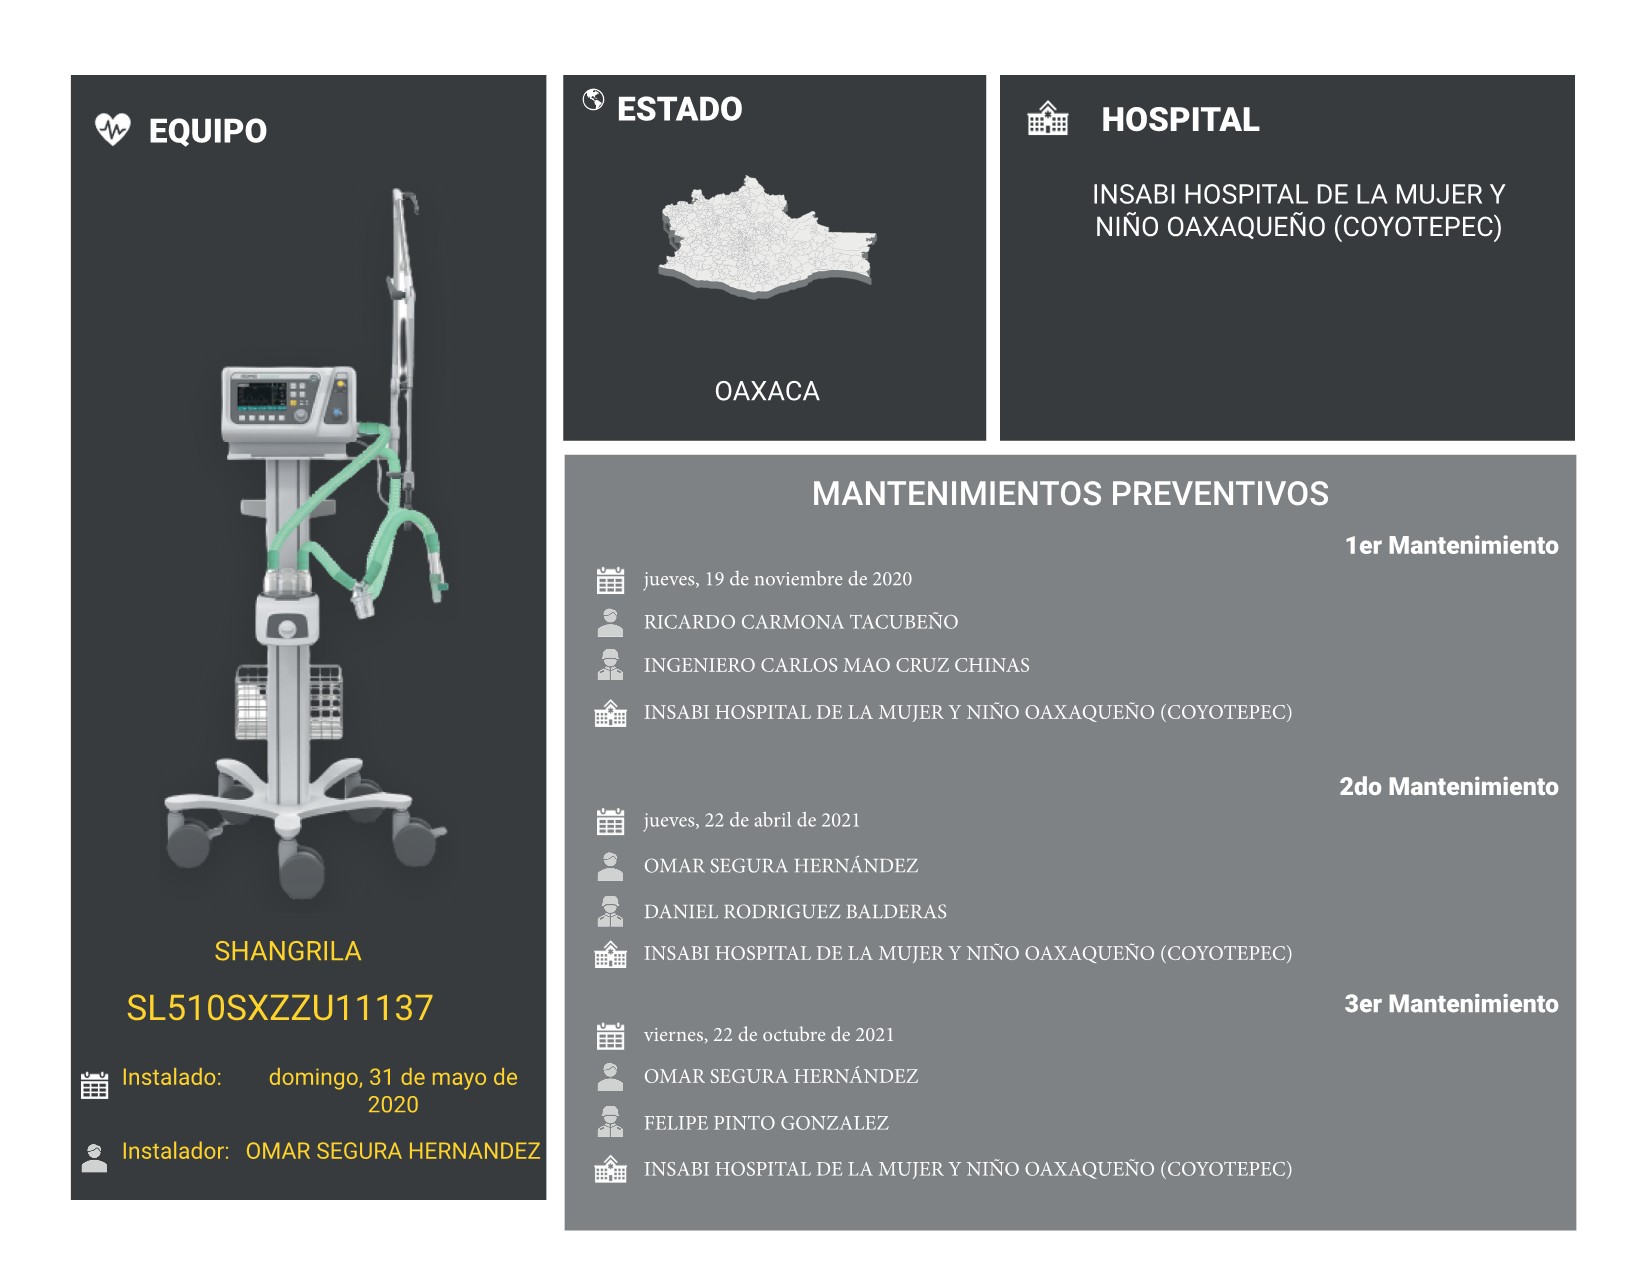 EQUIPO
SHANGRILA
SL510SXZZU11137
Instalado: domingo, 31 de mayo de
2020
Instalador: OMAR SEGURA HERNANDEZ
ESTADO
OAXACA
HOSPITAL
INSABI HOSPITAL DE LA MUJER Y
NIÑO OAXAQUEÑO (COYOTEPEC)
MANTENIMIENTOS PREVENTIVOS
1er Mantenimiento
jueves, 19 de noviembre de 2020
RICARDO CARMONA TACUBEÑO
INGENIERO CARLOS MAO CRUZ CHINAS
INSABI HOSPITAL DE LA MUJER Y NIÑO OAXAQUEÑO (COYOTEPEC)
2do Mantenimiento
jueves, 22 de abril de 2021
OMAR SEGURA HERNÁNDEZ
DANIEL RODRIGUEZ BALDERAS
INSABI HOSPITAL DE LA MUJER Y NIÑO OAXAQUEÑO (COYOTEPEC)
3er Mantenimiento
viernes, 22 de octubre de 2021
OMAR SEGURA HERNÁNDEZ
FELIPE PINTO GONZALEZ
INSABI HOSPITAL DE LA MUJER Y NIÑO OAXAQUEÑO (COYOTEPEC)